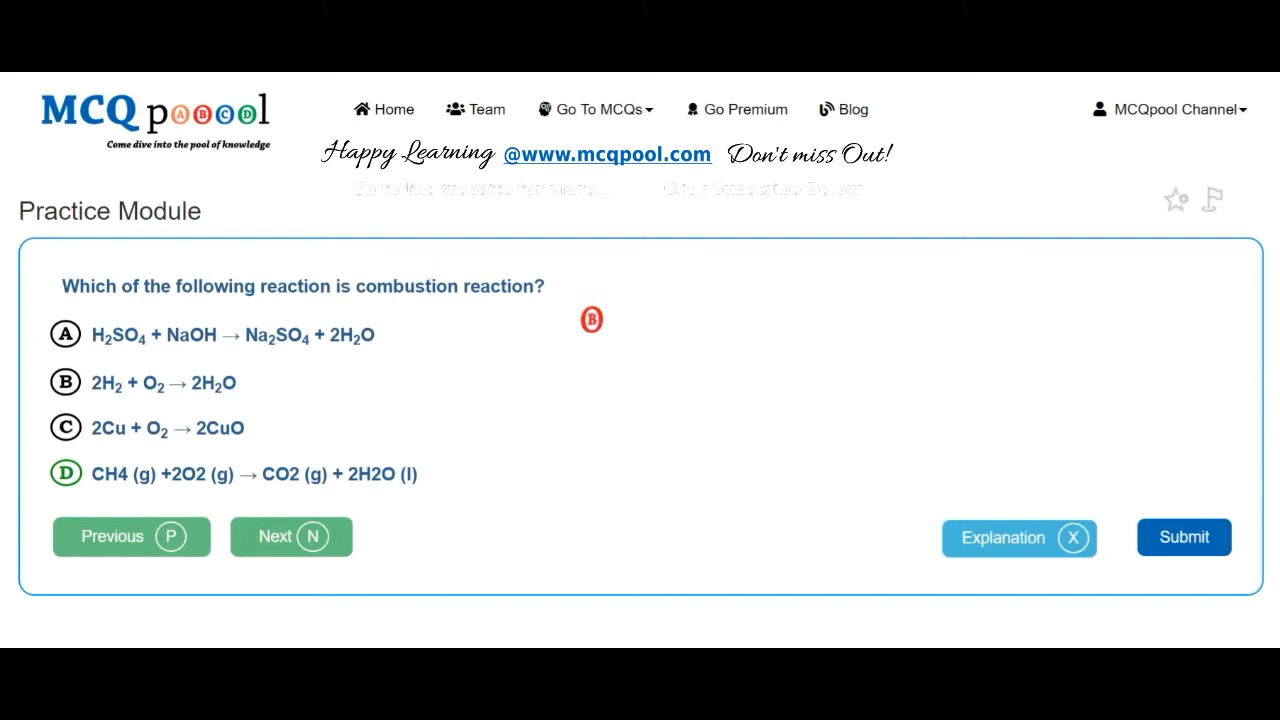 MCQ pABCDl
Come dive into the pool of knowledge
Home Team Go To MCQs Go Premium Blog MCQpool Channel
Happy Learning @www.mcqpool.com Don't miss Out!
Practice Module
Which of the following reaction is combustion reaction?
B
A H₂SO₄ + NaOH → Na₂SO₄ + 2H₂O
B 2H₂ + O₂ → 2H₂O
C 2Cu + O₂ → 2CuO
D CH4 (g) +2O2 (g) → CO2 (g) + 2H2O (l)
Previous P Next N Explanation X Submit